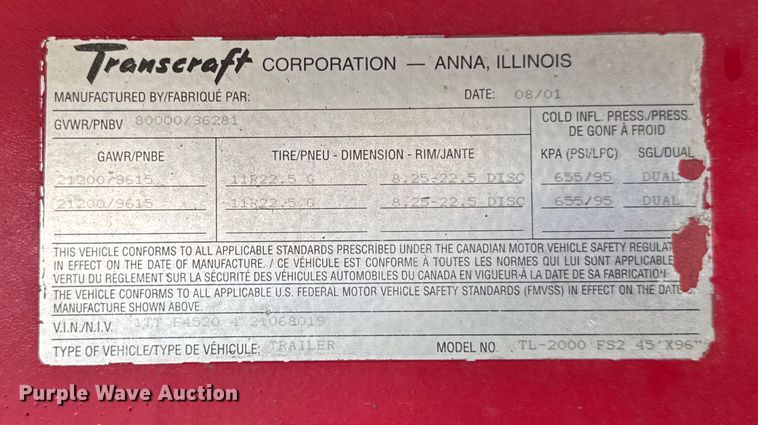 Transcraft CORPORATION — ANNA, ILLINOIS
MANUFACTURED BY/FABRIQUÉ PAR: DATE: 08/01
GVWR/PNBV 80000/36281
COLD INFL. PRESS./PRESS. DE GONF À FROID
GAWR/PNBE TIRE/PNEU - DIMENSION - RIM/JANTE KPA (PSI/LPC) SGL/DUAL
21200/9615 11R22.5 G 8.25-22.5 DISC 655/95 DUAL
21200/9615 11R22.5 G 8.25-22.5 DISC 655/95 DUAL
THIS VEHICLE CONFORMS TO ALL APPLICABLE STANDARDS PRESCRIBED UNDER THE CANADIAN MOTOR VEHICLE SAFETY REGULAT
IN EFFECT ON THE DATE OF MANUFACTURE. / CE VÉHICULE EST CONFORME À TOUTES LES NORMES QUI LUI SONT APPLICABLE
VERTU DU RÈGLEMENT SUR LA SÉCURITÉ DES VÉHICULES AUTOMOBILES DU CANADA EN VIGUEUR-À LA DATE DE SA FABRICATION
THE VEHICLE CONFORMS TO ALL APPLICABLE U.S. FEDERAL MOTOR VEHICLE SAFETY STANDARDS (FMVSS) IN EFFECT ON THE DATE
MANUFACTURE SHOWN ABOVE.
V.I.N./N.I.V. 1TT F4520 4 21068019
TYPE OF VEHICLE/TYPE DE VÉHICULE: TRAILER MODEL NO. TL-2000 FS2 45'X96"
Purple Wave Auction